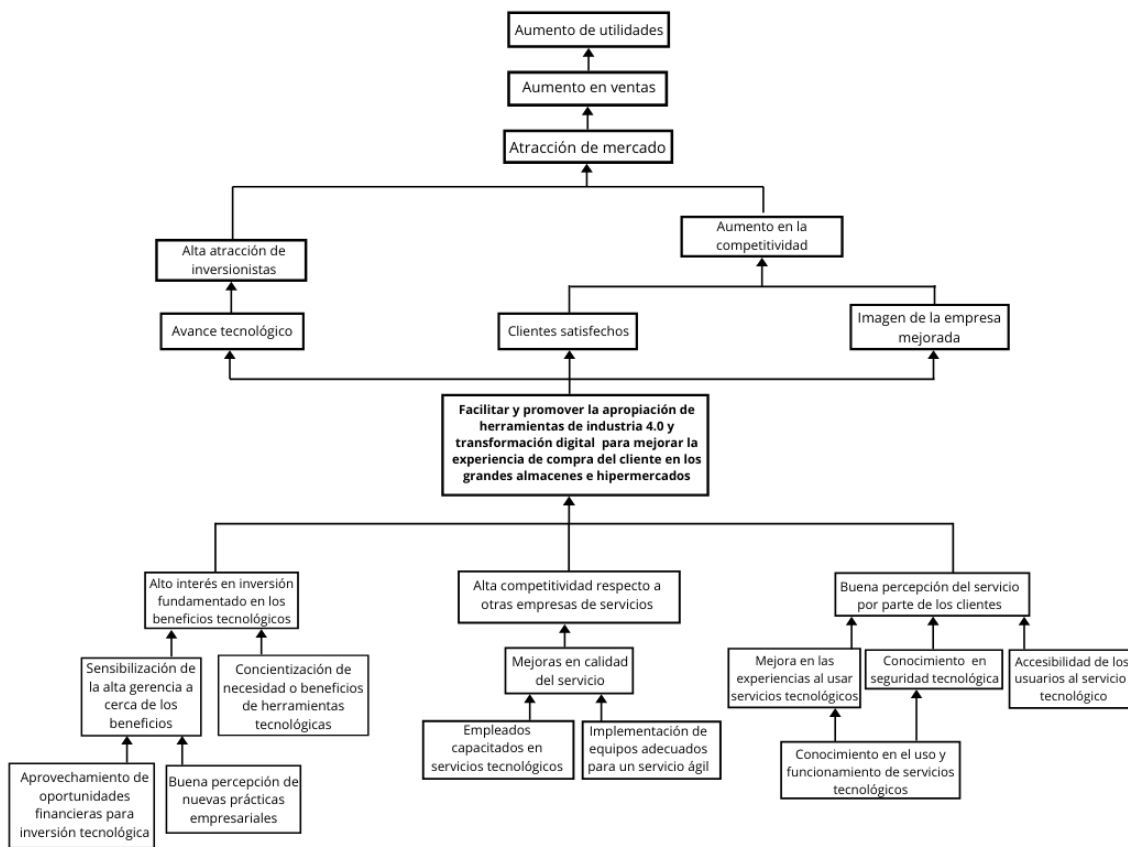 Aumento de utilidades
Aumento en ventas
Atracción de mercado
Aumento en la
competitividad
Alta atracción de
inversionistas
Avance tecnológico
Clientes satisfechos
Imagen de la empresa
mejorada
Facilitar y promover la apropiación de
herramientas de industria 4.0 y
transformación digital para mejorar la
experiencia de compra del cliente en los
grandes almacenes e hipermercados
Alto interés en inversión
fundamentado en los
beneficios tecnológicos
Alta competitividad respecto a
otras empresas de servicios
Buena percepción del servicio
por parte de los clientes
Sensibilización de
la alta gerencia a
cerca de los
beneficios
Concientización de
necesidad o beneficios
de herramientas
tecnológicas
Mejoras en calidad
del servicio
Mejora en las
experiencias al usar
servicios tecnológicos
Conocimiento en
seguridad tecnológica
Accesibilidad de los
usuarios al servicio
tecnológico
Empleados
capacitados en
servicios tecnológicos
Implementación de
equipos adecuados
para un servicio ágil
Conocimiento en el uso y
funcionamiento de servicios
tecnológicos
Aprovechamiento de
oportunidades
financieras para
inversión tecnológica
Buena percepción de
nuevas prácticas
empresariales